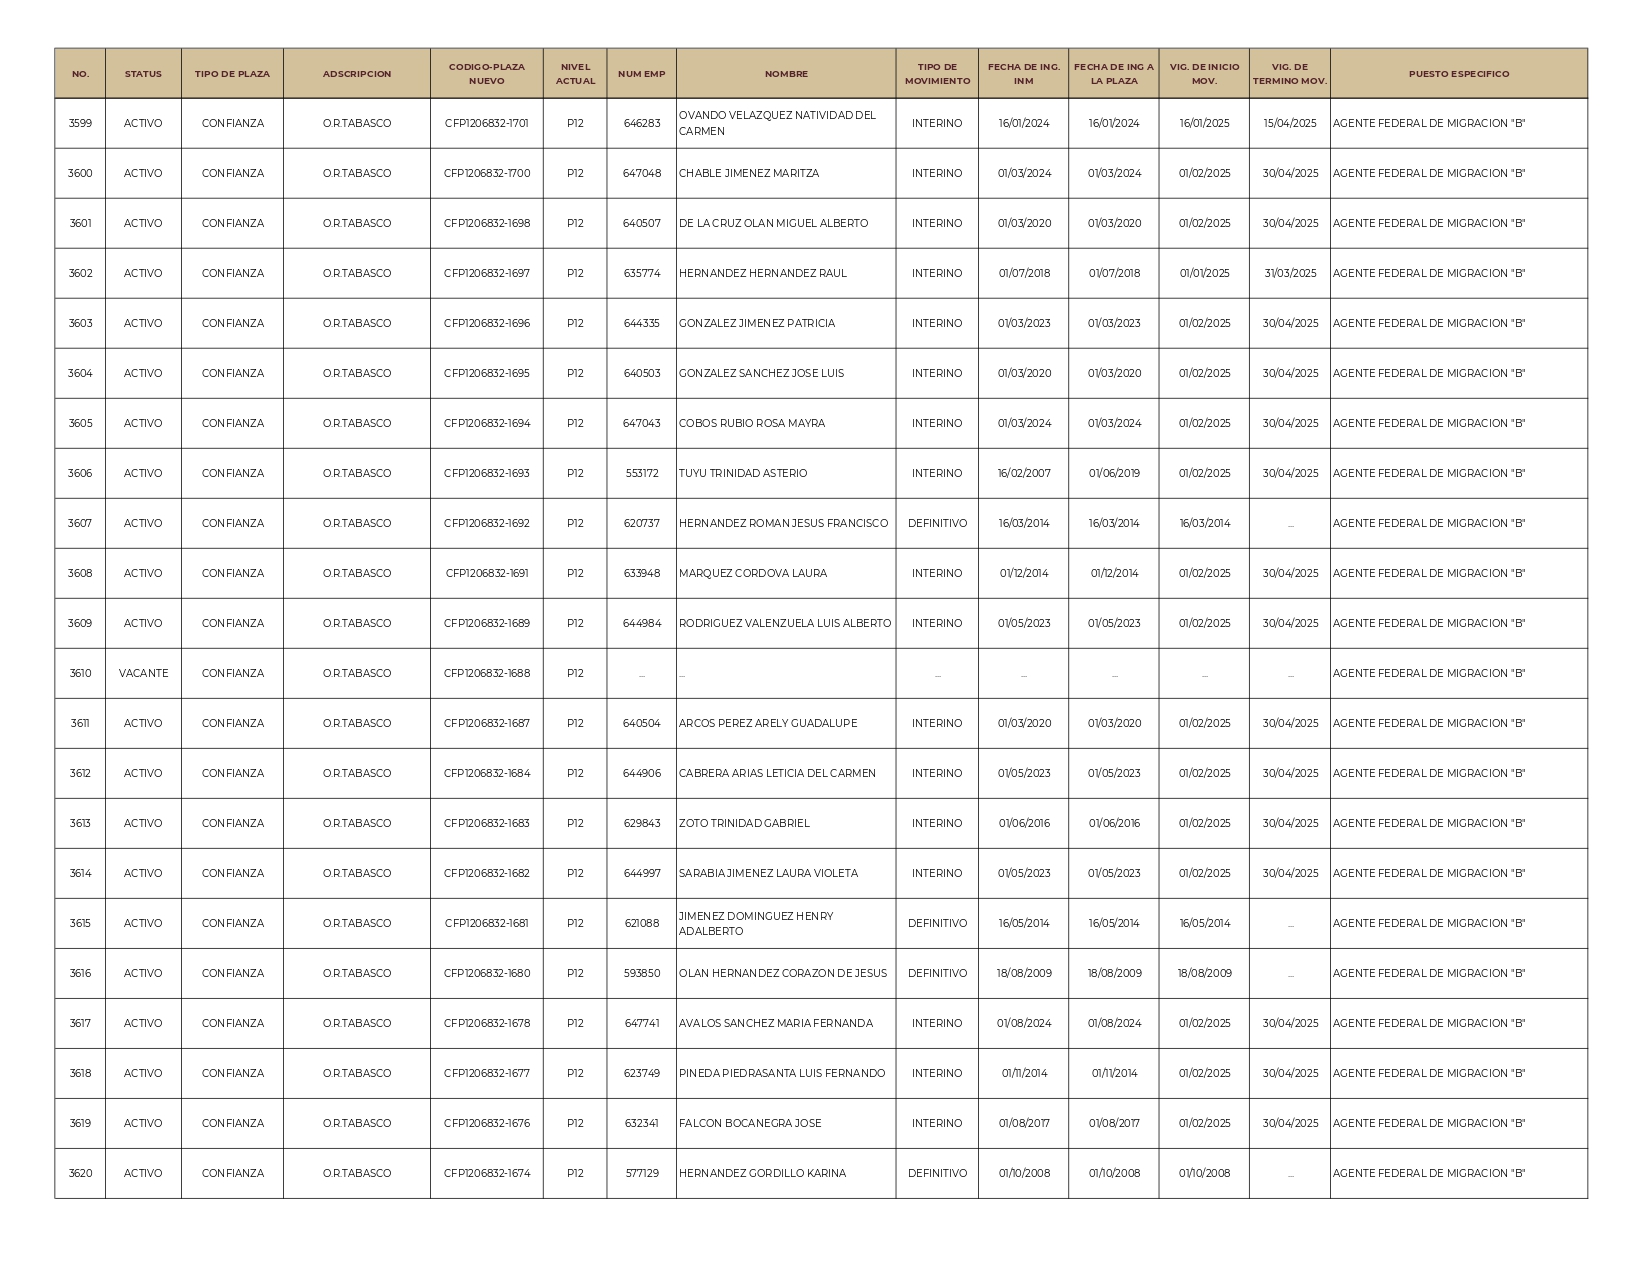 NO. STATUS TIPO DE PLAZA ADSCRIPCION CODIGO-PLAZA NUEVO NIVEL ACTUAL NUM EMP NOMBRE TIPO DE MOVIMIENTO FECHA DE ING. INM FECHA DE ING A LA PLAZA VIG. DE INICIO MOV. VIG. DE TERMINO MOV. PUESTO ESPECIFICO
3599 ACTIVO CONFIANZA O.R.TABASCO CFP1206832-1701 P12 646283 OVANDO VELAZQUEZ NATIVIDAD DEL CARMEN INTERINO 16/01/2024 16/01/2024 16/01/2025 15/04/2025 AGENTE FEDERAL DE MIGRACION "B"
3600 ACTIVO CONFIANZA O.R.TABASCO CFP1206832-1700 P12 647048 CHABLE JIMENEZ MARITZA INTERINO 01/03/2024 01/03/2024 01/02/2025 30/04/2025 AGENTE FEDERAL DE MIGRACION "B"
3601 ACTIVO CONFIANZA O.R.TABASCO CFP1206832-1698 P12 640507 DE LA CRUZ OLAN MIGUEL ALBERTO INTERINO 01/03/2020 01/03/2020 01/02/2025 30/04/2025 AGENTE FEDERAL DE MIGRACION "B"
3602 ACTIVO CONFIANZA O.R.TABASCO CFP1206832-1697 P12 635774 HERNANDEZ HERNANDEZ RAUL INTERINO 01/07/2018 01/07/2018 01/01/2025 31/03/2025 AGENTE FEDERAL DE MIGRACION "B"
3603 ACTIVO CONFIANZA O.R.TABASCO CFP1206832-1696 P12 644335 GONZALEZ JIMENEZ PATRICIA INTERINO 01/03/2023 01/03/2023 01/02/2025 30/04/2025 AGENTE FEDERAL DE MIGRACION "B"
3604 ACTIVO CONFIANZA O.R.TABASCO CFP1206832-1695 P12 640503 GONZALEZ SANCHEZ JOSE LUIS INTERINO 01/03/2020 01/03/2020 01/02/2025 30/04/2025 AGENTE FEDERAL DE MIGRACION "B"
3605 ACTIVO CONFIANZA O.R.TABASCO CFP1206832-1694 P12 647043 COBOS RUBIO ROSA MAYRA INTERINO 01/03/2024 01/03/2024 01/02/2025 30/04/2025 AGENTE FEDERAL DE MIGRACION "B"
3606 ACTIVO CONFIANZA O.R.TABASCO CFP1206832-1693 P12 553172 TUYU TRINIDAD ASTERIO INTERINO 16/02/2007 01/06/2019 01/02/2025 30/04/2025 AGENTE FEDERAL DE MIGRACION "B"
3607 ACTIVO CONFIANZA O.R.TABASCO CFP1206832-1692 P12 620737 HERNANDEZ ROMAN JESUS FRANCISCO DEFINITIVO 16/03/2014 16/03/2014 16/03/2014 ... AGENTE FEDERAL DE MIGRACION "B"
3608 ACTIVO CONFIANZA O.R.TABASCO CFP1206832-1691 P12 633948 MARQUEZ CORDOVA LAURA INTERINO 01/12/2014 01/12/2014 01/02/2025 30/04/2025 AGENTE FEDERAL DE MIGRACION "B"
3609 ACTIVO CONFIANZA O.R.TABASCO CFP1206832-1689 P12 644984 RODRIGUEZ VALENZUELA LUIS ALBERTO INTERINO 01/05/2023 01/05/2023 01/02/2025 30/04/2025 AGENTE FEDERAL DE MIGRACION "B"
3610 VACANTE CONFIANZA O.R.TABASCO CFP1206832-1688 P12 ... ... ... ... ... ... ... AGENTE FEDERAL DE MIGRACION "B"
3611 ACTIVO CONFIANZA O.R.TABASCO CFP1206832-1687 P12 640504 ARCOS PEREZ ARELY GUADALUPE INTERINO 01/03/2020 01/03/2020 01/02/2025 30/04/2025 AGENTE FEDERAL DE MIGRACION "B"
3612 ACTIVO CONFIANZA O.R.TABASCO CFP1206832-1684 P12 644906 CABRERA ARIAS LETICIA DEL CARMEN INTERINO 01/05/2023 01/05/2023 01/02/2025 30/04/2025 AGENTE FEDERAL DE MIGRACION "B"
3613 ACTIVO CONFIANZA O.R.TABASCO CFP1206832-1683 P12 629843 ZOTO TRINIDAD GABRIEL INTERINO 01/06/2016 01/06/2016 01/02/2025 30/04/2025 AGENTE FEDERAL DE MIGRACION "B"
3614 ACTIVO CONFIANZA O.R.TABASCO CFP1206832-1682 P12 644997 SARABIA JIMENEZ LAURA VIOLETA INTERINO 01/05/2023 01/05/2023 01/02/2025 30/04/2025 AGENTE FEDERAL DE MIGRACION "B"
3615 ACTIVO CONFIANZA O.R.TABASCO CFP1206832-1681 P12 621088 JIMENEZ DOMINGUEZ HENRY ADALBERTO DEFINITIVO 16/05/2014 16/05/2014 16/05/2014 ... AGENTE FEDERAL DE MIGRACION "B"
3616 ACTIVO CONFIANZA O.R.TABASCO CFP1206832-1680 P12 593850 OLAN HERNANDEZ CORAZON DE JESUS DEFINITIVO 18/08/2009 18/08/2009 18/08/2009 ... AGENTE FEDERAL DE MIGRACION "B"
3617 ACTIVO CONFIANZA O.R.TABASCO CFP1206832-1678 P12 647741 AVALOS SANCHEZ MARIA FERNANDA INTERINO 01/08/2024 01/08/2024 01/02/2025 30/04/2025 AGENTE FEDERAL DE MIGRACION "B"
3618 ACTIVO CONFIANZA O.R.TABASCO CFP1206832-1677 P12 623749 PINEDA PIEDRASANTA LUIS FERNANDO INTERINO 01/11/2014 01/11/2014 01/02/2025 30/04/2025 AGENTE FEDERAL DE MIGRACION "B"
3619 ACTIVO CONFIANZA O.R.TABASCO CFP1206832-1676 P12 632341 FALCON BOCANEGRA JOSE INTERINO 01/08/2017 01/08/2017 01/02/2025 30/04/2025 AGENTE FEDERAL DE MIGRACION "B"
3620 ACTIVO CONFIANZA O.R.TABASCO CFP1206832-1674 P12 577129 HERNANDEZ GORDILLO KARINA DEFINITIVO 01/10/2008 01/10/2008 01/10/2008 ... AGENTE FEDERAL DE MIGRACION "B"